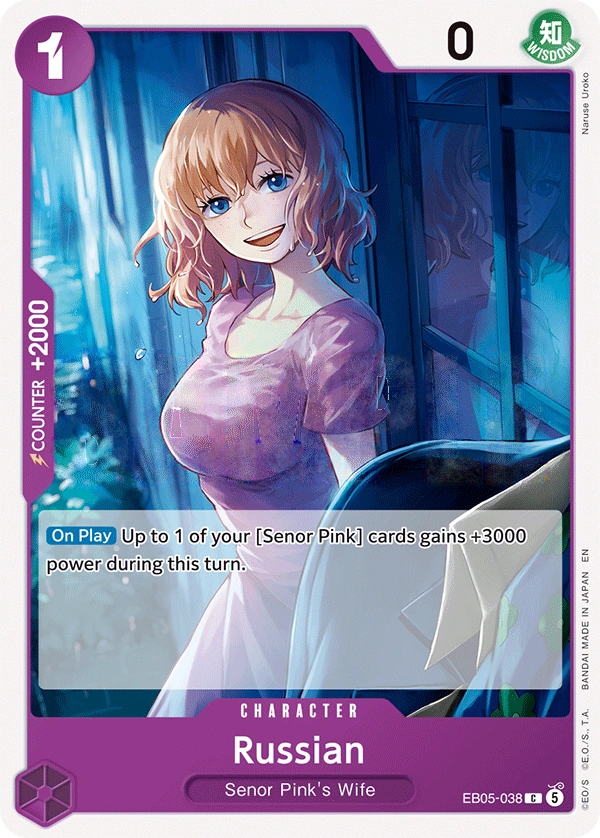 1
0
知
WISDOM
Naruse Uroko
COUNTER +2000
On Play Up to 1 of your [Senor Pink] cards gains +3000
power during this turn.
CHARACTER
Russian
Senor Pink's Wife
EB05-038 C 5
©EO/S ©E.O./S., T.A. BANDAI MADE IN JAPAN EN